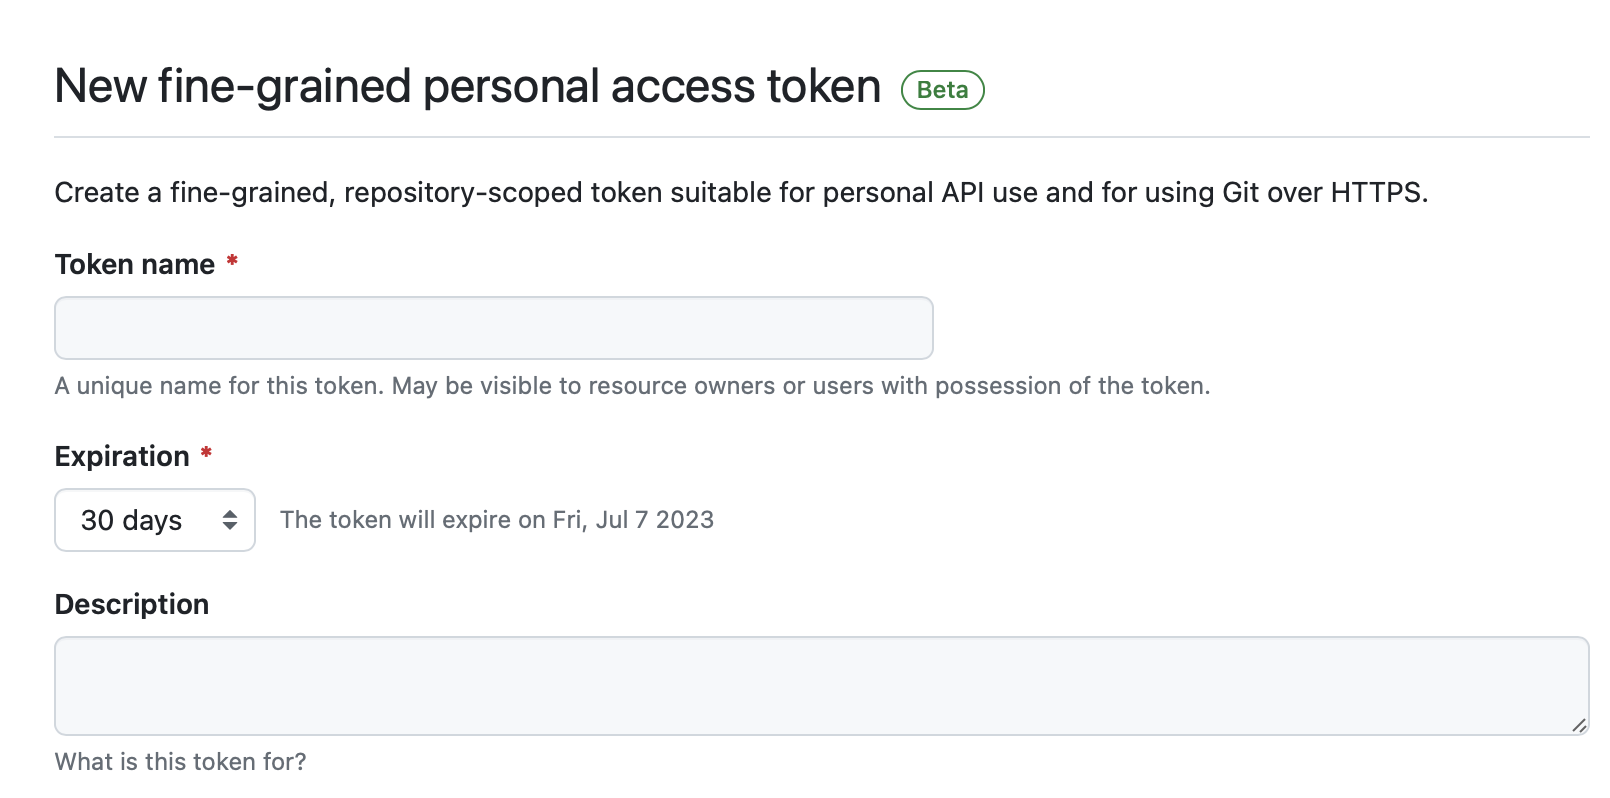 New fine-grained personal access token Beta
Create a fine-grained, repository-scoped token suitable for personal API use and for using Git over HTTPS.
Token name *
A unique name for this token. May be visible to resource owners or users with possession of the token.
Expiration *
30 days The token will expire on Fri, Jul 7 2023
Description
What is this token for?